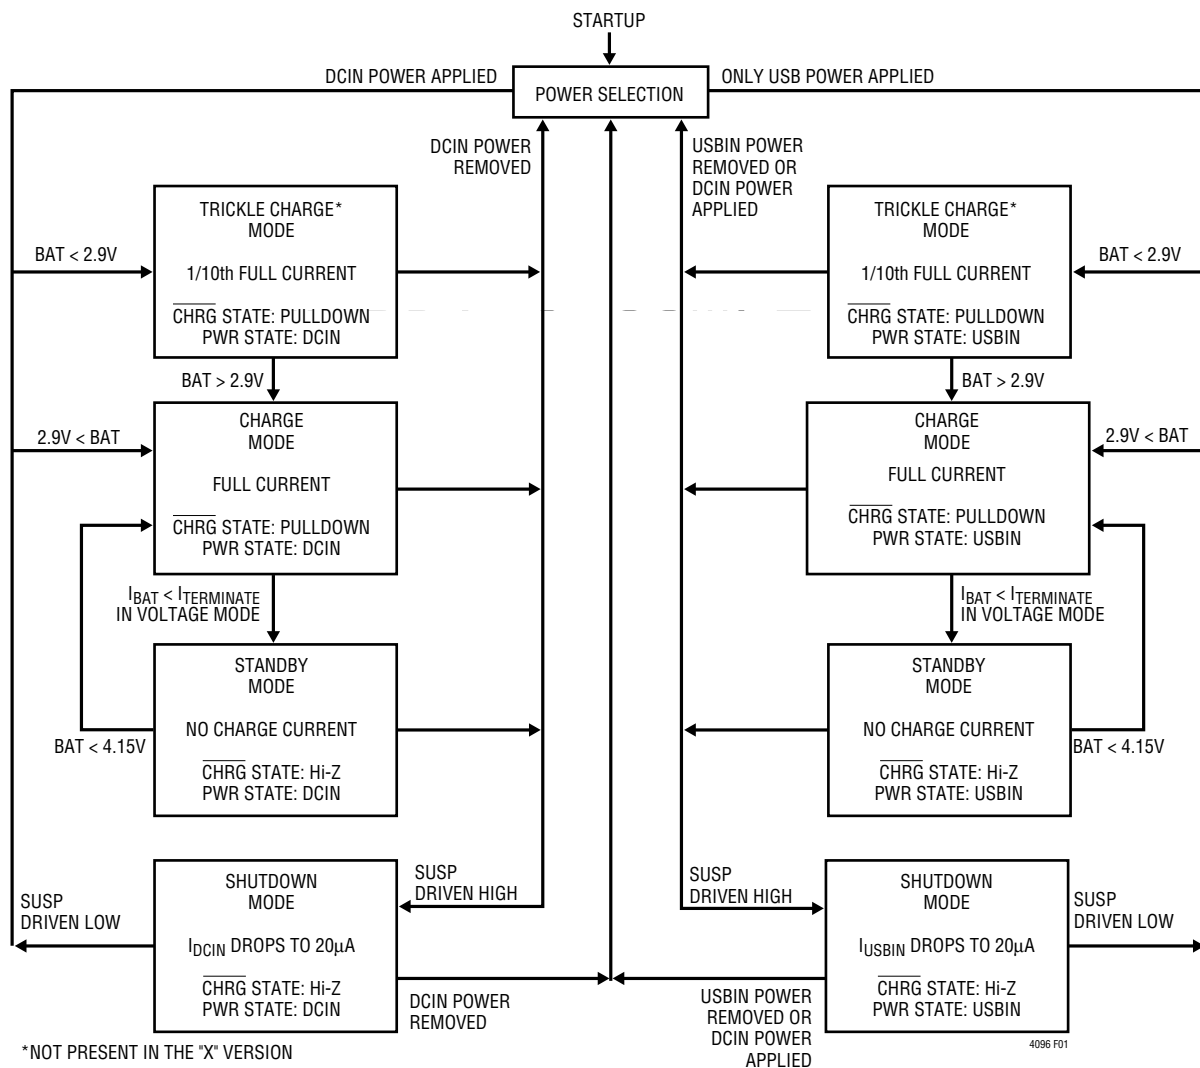 STARTUP
DCIN POWER APPLIED
POWER SELECTION
ONLY USB POWER APPLIED
DCIN POWER
REMOVED
USBIN POWER
REMOVED OR
DCIN POWER
APPLIED
TRICKLE CHARGE*
MODE
1/10th FULL CURRENT
CHRG STATE: PULLDOWN
PWR STATE: DCIN
BAT < 2.9V
BAT > 2.9V
CHARGE
MODE
FULL CURRENT
CHRG STATE: PULLDOWN
PWR STATE: DCIN
2.9V < BAT
IBAT < ITERMINATE
IN VOLTAGE MODE
STANDBY
MODE
NO CHARGE CURRENT
CHRG STATE: Hi-Z
PWR STATE: DCIN
BAT < 4.15V
SHUTDOWN
MODE
IDCIN DROPS TO 20µA
CHRG STATE: Hi-Z
PWR STATE: DCIN
SUSP
DRIVEN LOW
SUSP
DRIVEN HIGH
DCIN POWER
REMOVED
TRICKLE CHARGE*
MODE
1/10th FULL CURRENT
CHRG STATE: PULLDOWN
PWR STATE: USBIN
BAT < 2.9V
BAT > 2.9V
CHARGE
MODE
FULL CURRENT
CHRG STATE: PULLDOWN
PWR STATE: USBIN
2.9V < BAT
IBAT < ITERMINATE
IN VOLTAGE MODE
STANDBY
MODE
NO CHARGE CURRENT
CHRG STATE: Hi-Z
PWR STATE: USBIN
BAT < 4.15V
SUSP
DRIVEN HIGH
SHUTDOWN
MODE
IUSBIN DROPS TO 20µA
CHRG STATE: Hi-Z
PWR STATE: USBIN
SUSP
DRIVEN LOW
USBIN POWER
REMOVED OR
DCIN POWER
APPLIED
*NOT PRESENT IN THE "X" VERSION
4096 F01